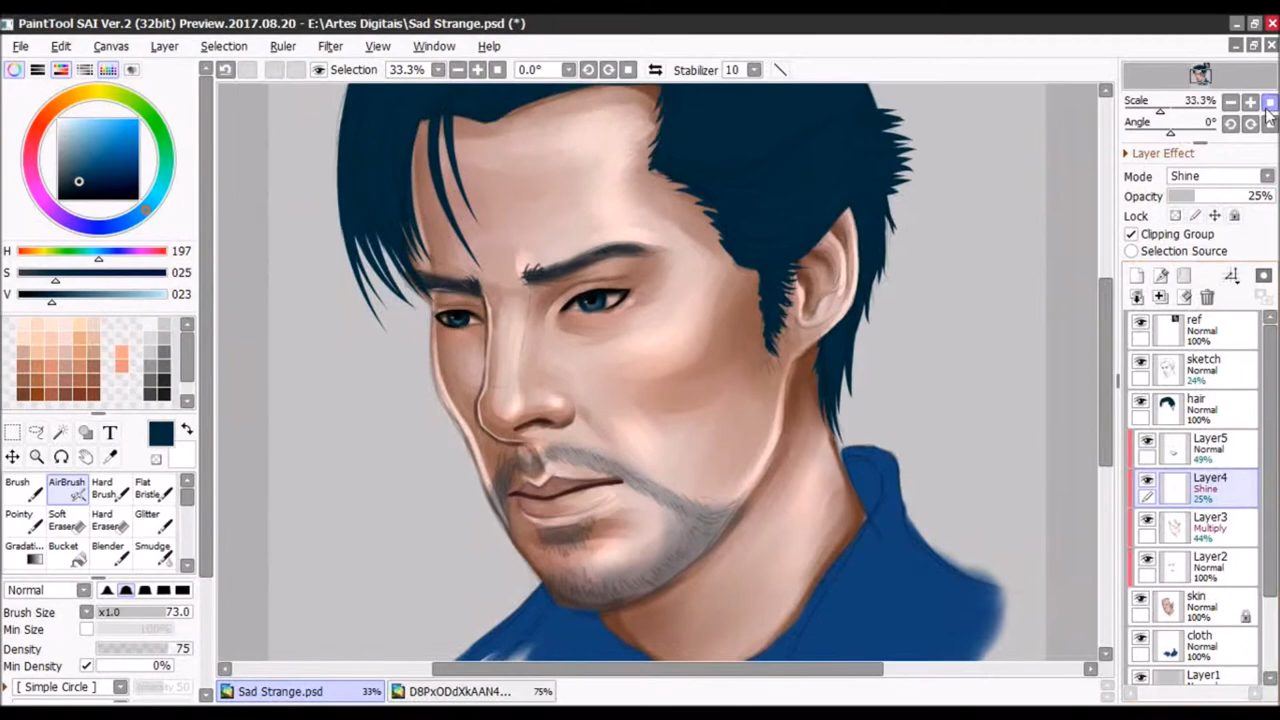 PaintTool SAI Ver.2 (32bit) Preview.2017.08.20 - E:\Artes Digitais\Sad Strange.psd (*)
File Edit Canvas Layer Selection Ruler Filter View Window Help
Selection 33.3% 0.0° Stabilizer 10
Scale 33.3%
Angle 0°
Layer Effect
Mode Shine
Opacity 25%
Lock
Clipping Group
Selection Source
H 197
S 025
V 023
T
Brush AirBrush Hard Brush Flat Bristle
Pointy Soft Eraser Hard Eraser Glitter
Gradati... Bucket Blender Smudge
Normal
Brush Size x1.0 73.0
Min Size 100%
Density 75
Min Density 0%
[ Simple Circle ] Intensity 50
ref
Normal
100%
sketch
Normal
24%
hair
Normal
100%
Layer5
Normal
49%
Layer4
Shine
25%
Layer3
Multiply
44%
Layer2
Normal
100%
skin
Normal
100%
cloth
Normal
100%
Layer1
Normal
Sad Strange.psd 33%
D8PxODdXkAAN4... 75%